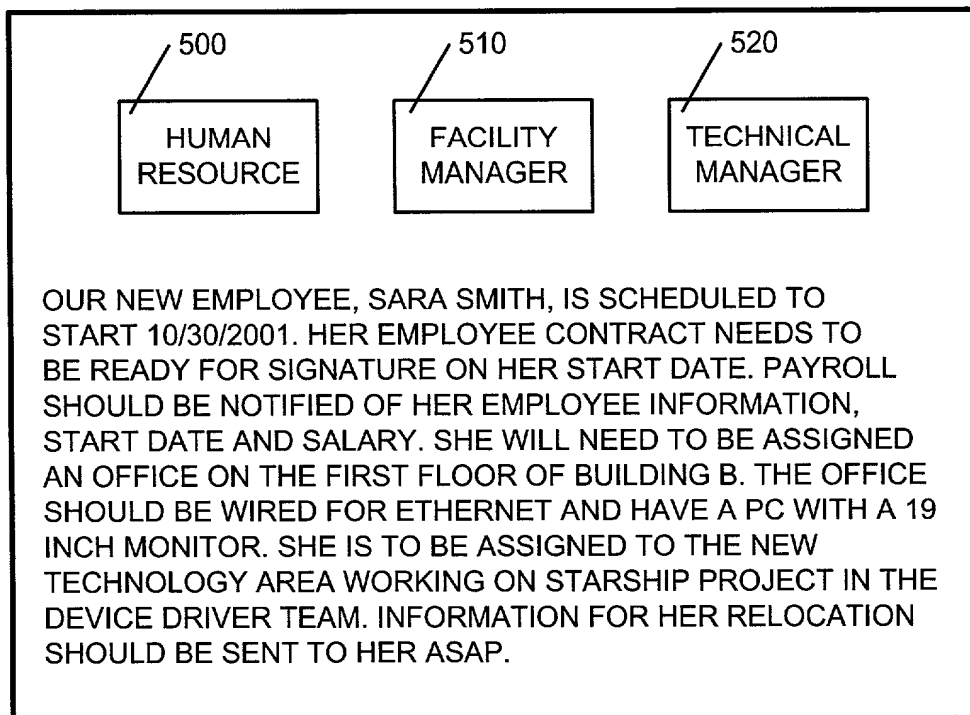 500 510 520
HUMAN RESOURCE
FACILITY MANAGER
TECHNICAL MANAGER
OUR NEW EMPLOYEE, SARA SMITH, IS SCHEDULED TO
START 10/30/2001. HER EMPLOYEE CONTRACT NEEDS TO
BE READY FOR SIGNATURE ON HER START DATE. PAYROLL
SHOULD BE NOTIFIED OF HER EMPLOYEE INFORMATION,
START DATE AND SALARY. SHE WILL NEED TO BE ASSIGNED
AN OFFICE ON THE FIRST FLOOR OF BUILDING B. THE OFFICE
SHOULD BE WIRED FOR ETHERNET AND HAVE A PC WITH A 19
INCH MONITOR. SHE IS TO BE ASSIGNED TO THE NEW
TECHNOLOGY AREA WORKING ON STARSHIP PROJECT IN THE
DEVICE DRIVER TEAM. INFORMATION FOR HER RELOCATION
SHOULD BE SENT TO HER ASAP.